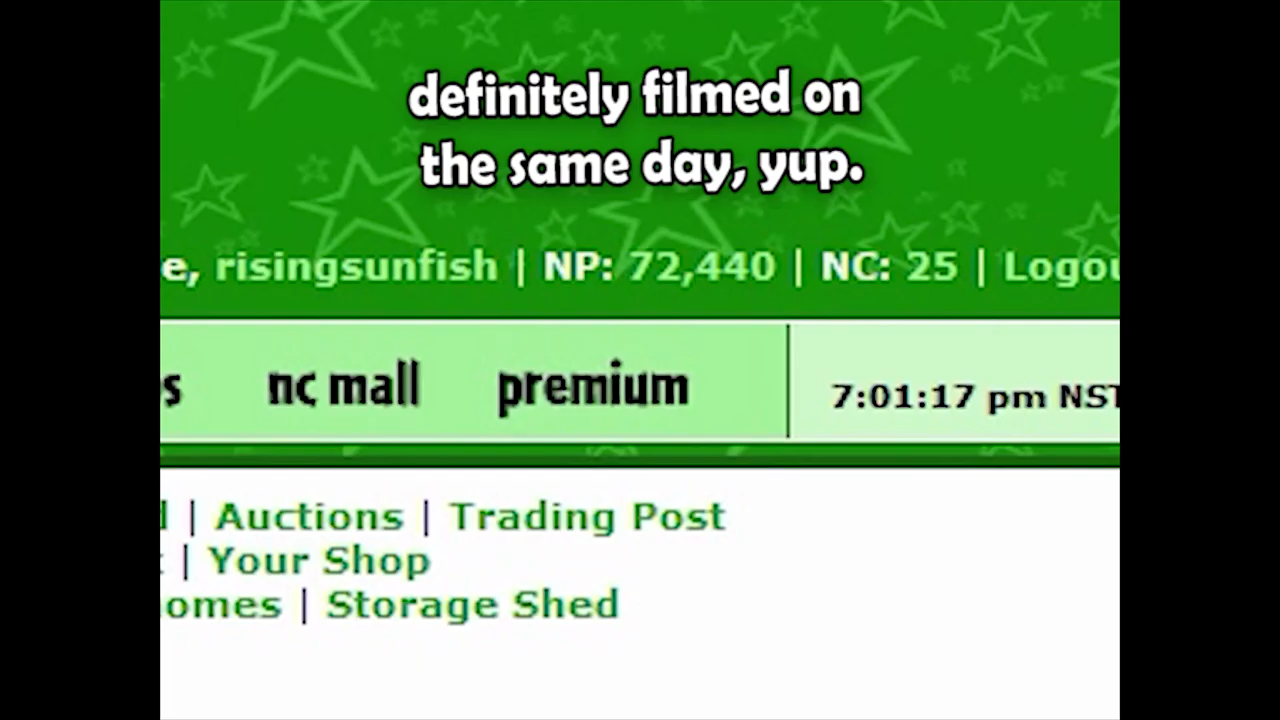 definitely filmed on
the same day, yup.
e, risingsunfish | NP: 72,440 | NC: 25 | Logou
s nc mall premium 7:01:17 pm NST
| Auctions | Trading Post
| Your Shop
omes | Storage Shed